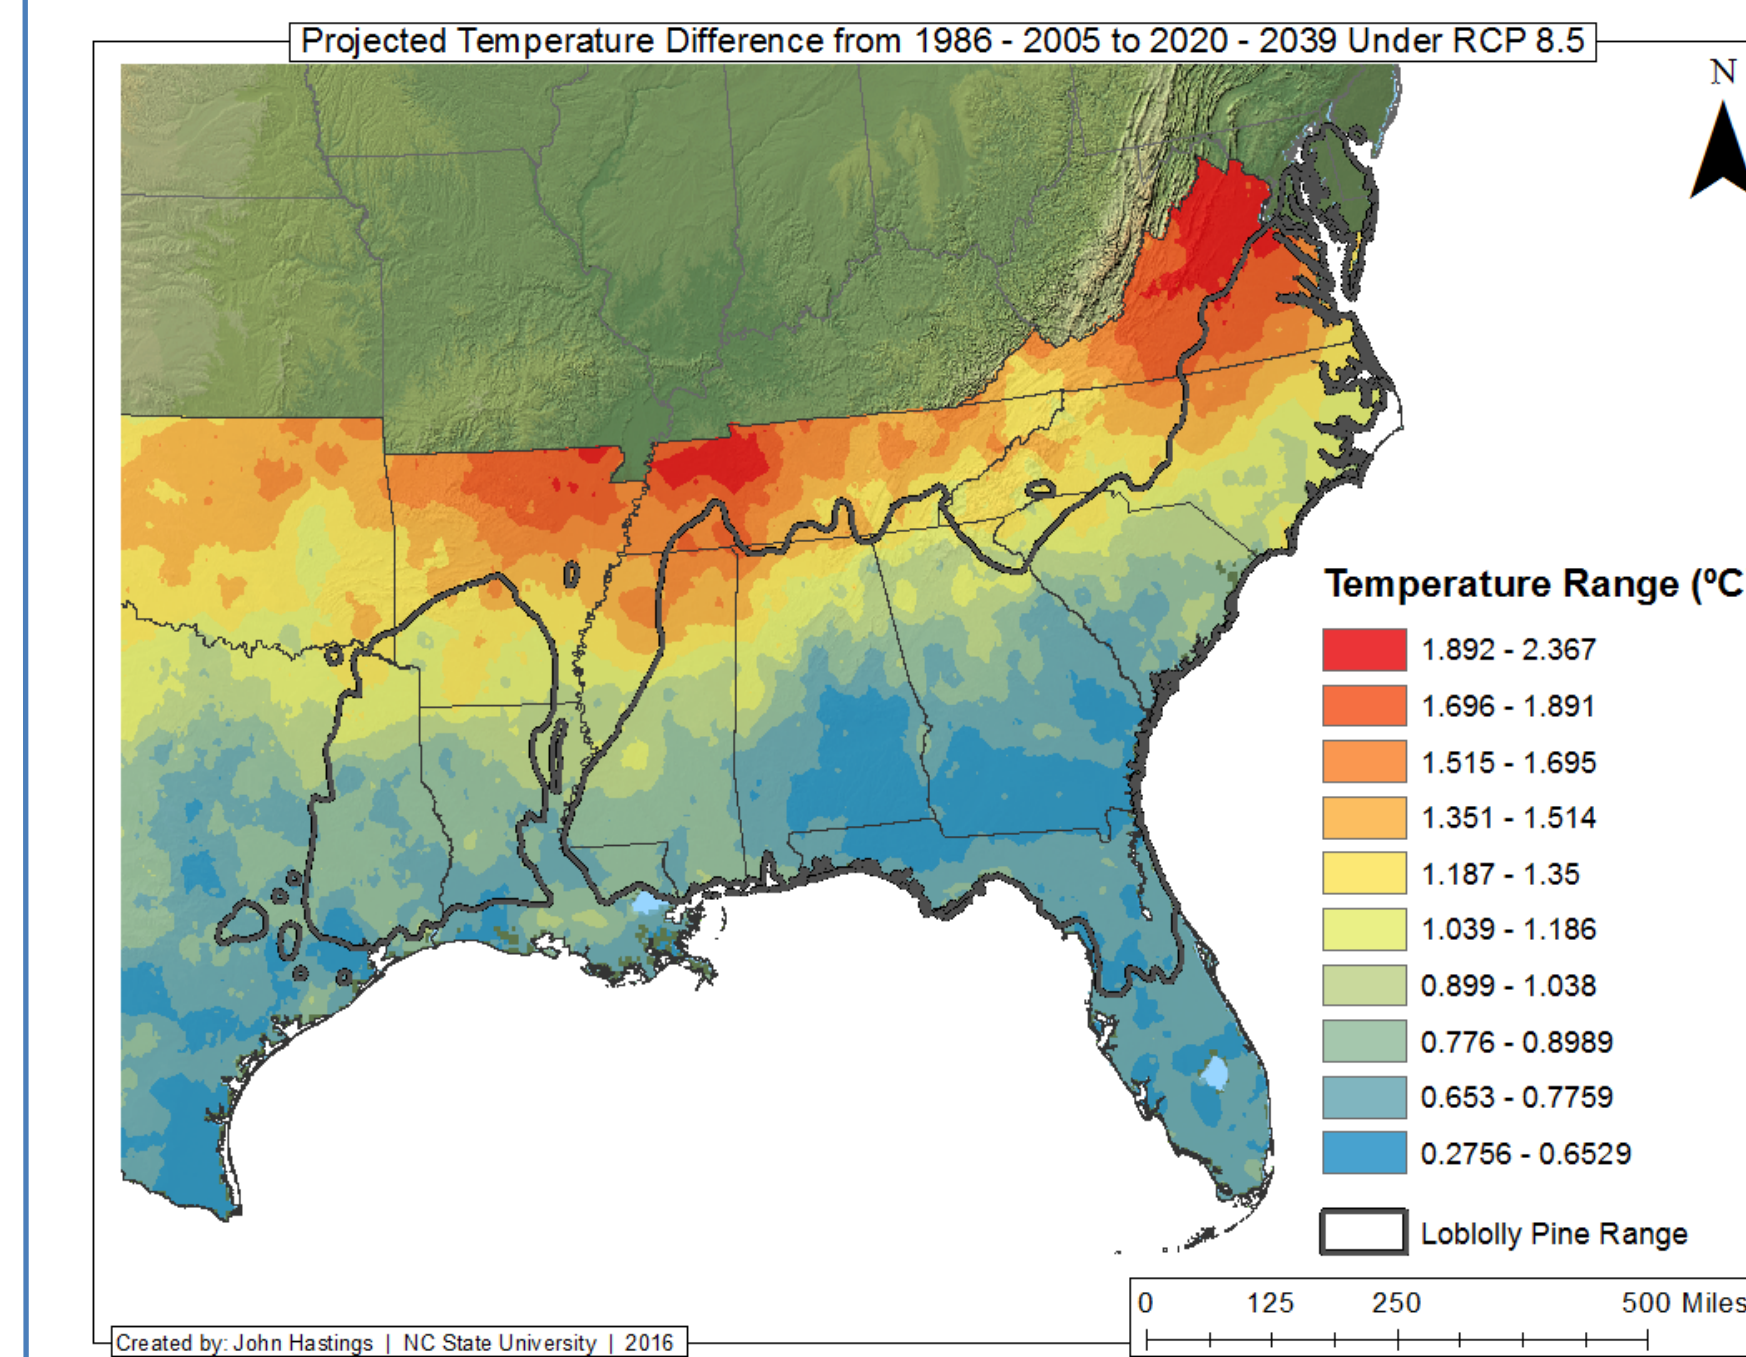 Projected Temperature Difference from 1986 - 2005 to 2020 - 2039 Under RCP 8.5
N
Temperature Range (ºC
1.892 - 2.367
1.696 - 1.891
1.515 - 1.695
1.351 - 1.514
1.187 - 1.35
1.039 - 1.186
0.899 - 1.038
0.776 - 0.8989
0.653 - 0.7759
0.2756 - 0.6529
Loblolly Pine Range
0 125 250 500 Miles
Created by: John Hastings | NC State University | 2016